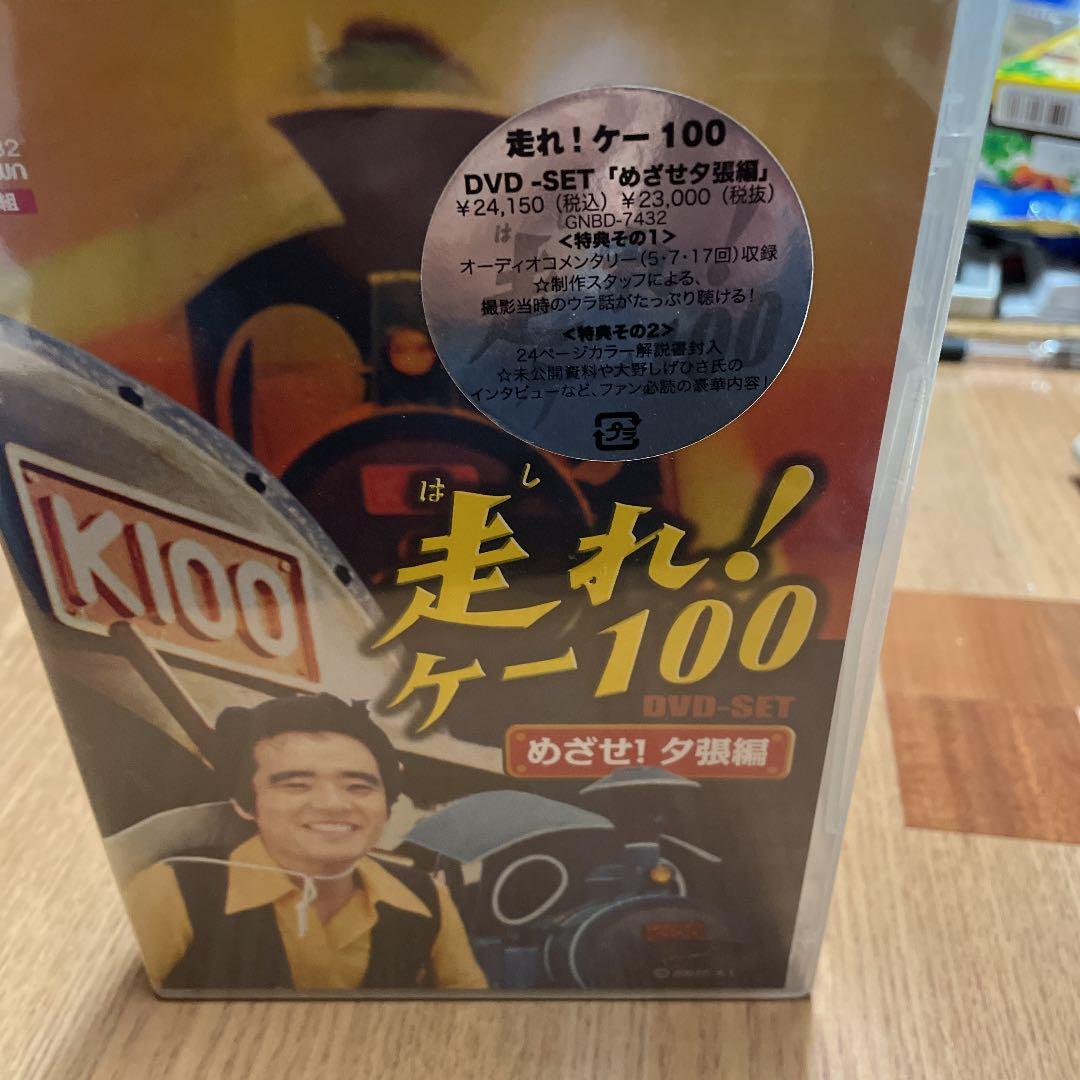 走れ！ケー100
DVD -SET「めざせ夕張編」
￥24,150（税込）￥23,000（税抜）
GNBD-7432
<特典その1>
オーディオコメンタリー（5・7・17回）収録
☆制作スタッフによる、
撮影当時のウラ話がたっぷり聴ける！
<特典その2>
24ページカラー解説書封入
☆未公開資料や大野しげひさ氏の
インタビューなど、ファン必読の豪華内容！
プラ
32
un
組
K100
はし
走れ！
ケー100
DVD-SET
めざせ！夕張編